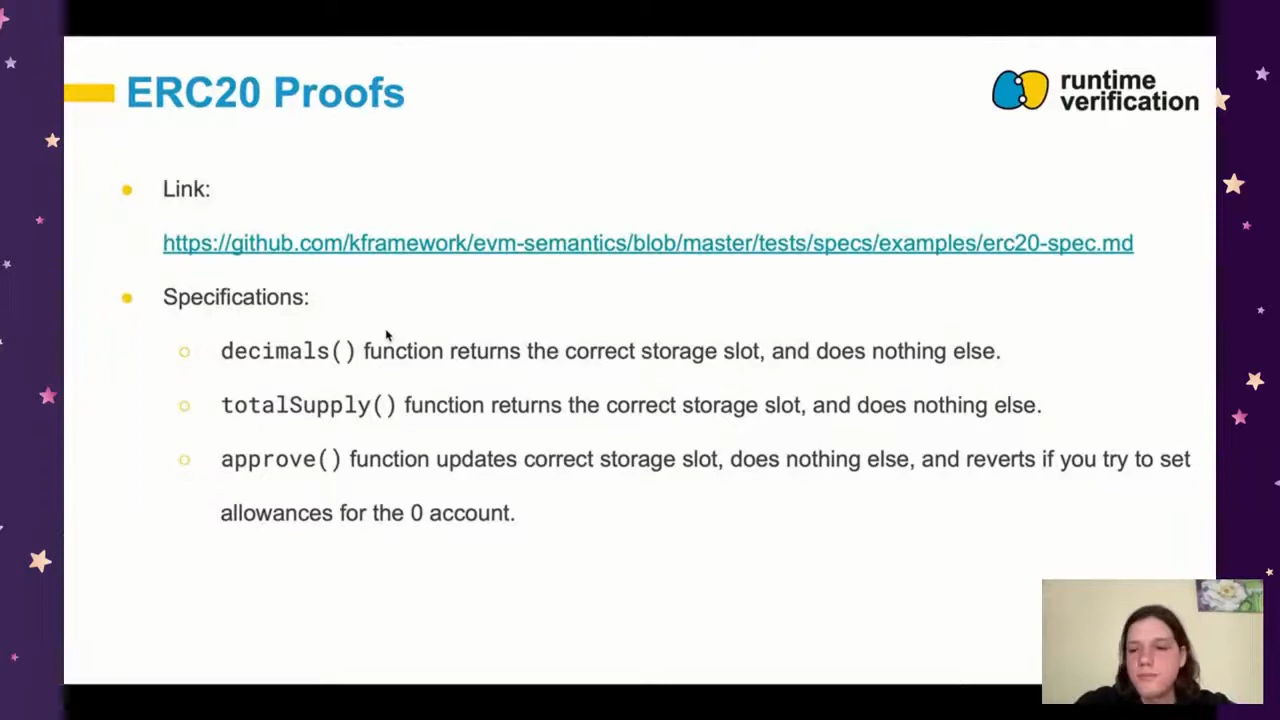 ERC20 Proofs
runtime
verification
Link:
https://github.com/kframework/evm-semantics/blob/master/tests/specs/examples/erc20-spec.md
Specifications:
decimals() function returns the correct storage slot, and does nothing else.
totalSupply() function returns the correct storage slot, and does nothing else.
approve() function updates correct storage slot, does nothing else, and reverts if you try to set
allowances for the 0 account.